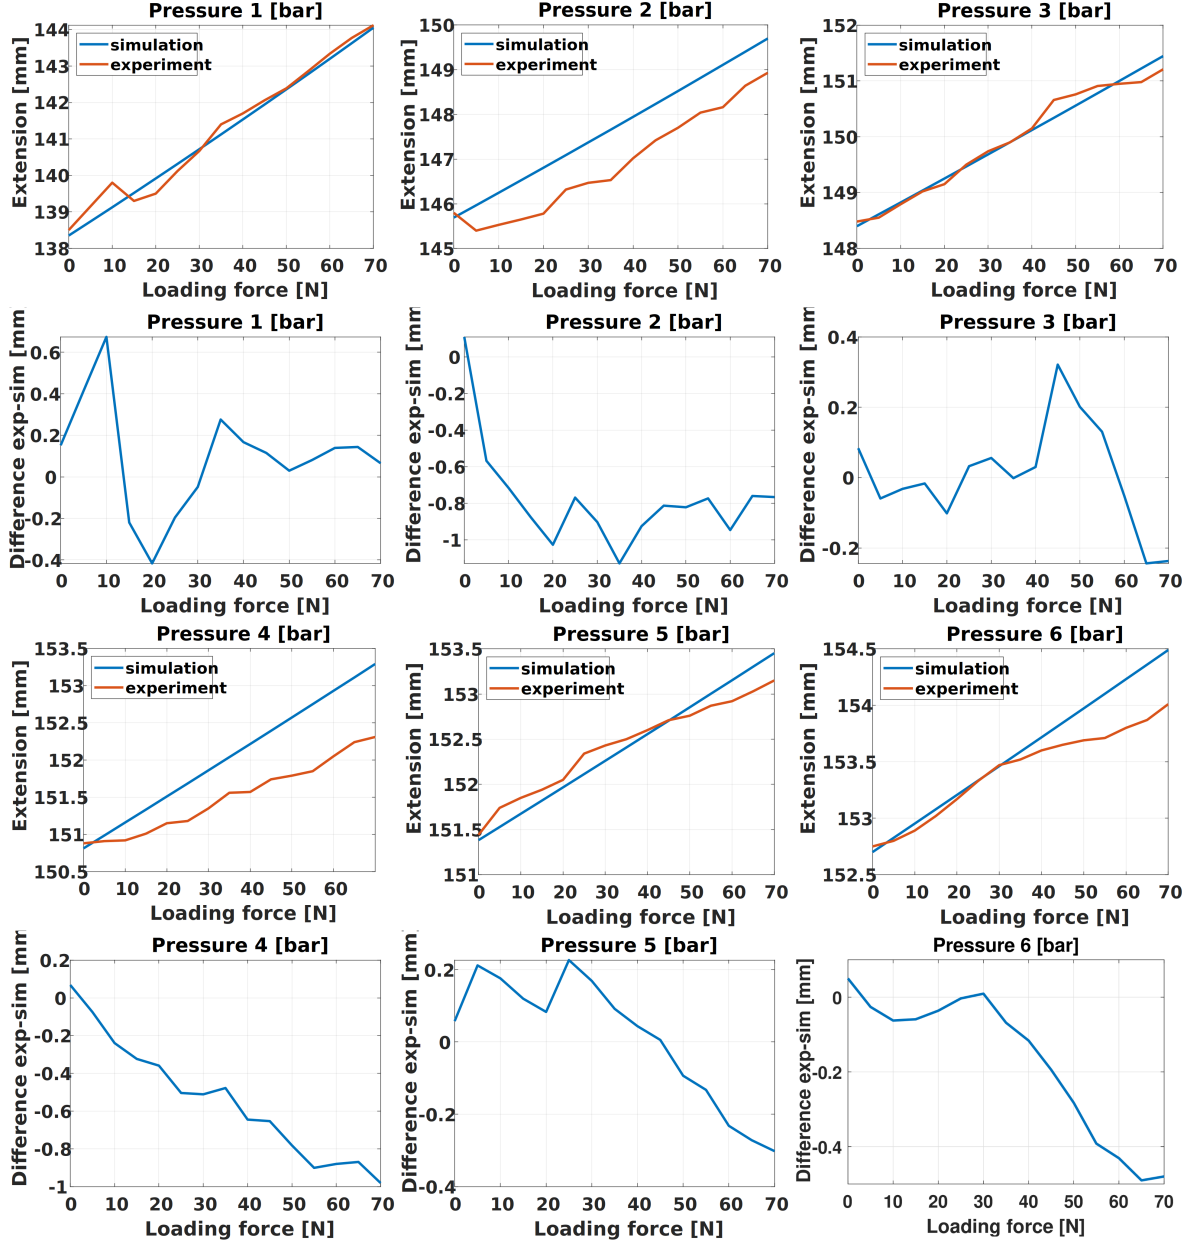 Pressure 1 [bar]
Extension [mm]
144
143
142
141
140
139
138
simulation
experiment
0 10 20 30 40 50 60 70
Loading force [N]
Pressure 2 [bar]
Extension [mm]
150
149
148
147
146
145
simulation
experiment
0 10 20 30 40 50 60 70
Loading force [N]
Pressure 3 [bar]
Extension [mm]
152
151
150
149
148
simulation
experiment
0 10 20 30 40 50 60 70
Loading force [N]
Pressure 1 [bar]
Difference exp-sim [mm
0.6
0.4
0.2
0
-0.2
-0.4
0 10 20 30 40 50 60 70
Loading force [N]
Pressure 2 [bar]
Difference exp-sim [mm
0
-0.2
-0.4
-0.6
-0.8
-1
0 10 20 30 40 50 60 70
Loading force [N]
Pressure 3 [bar]
Difference exp-sim [mm
0.4
0.2
0
-0.2
0 10 20 30 40 50 60 70
Loading force [N]
Pressure 4 [bar]
Extension [mm]
153.5
153
152.5
152
151.5
151
150.5
simulation
experiment
0 10 20 30 40 50 60
Loading force [N]
Pressure 5 [bar]
Extension [mm]
153.5
153
152.5
152
151.5
151
simulation
experiment
0 10 20 30 40 50 60 70
Loading force [N]
Pressure 6 [bar]
Extension [mm]
154.5
154
153.5
153
152.5
simulation
experiment
0 10 20 30 40 50 60 70
Loading force [N]
Pressure 4 [bar]
Difference exp-sim [mm
0.2
0
-0.2
-0.4
-0.6
-0.8
-1
0 10 20 30 40 50 60 70
Loading force [N]
Pressure 5 [bar]
Difference exp-sim [mm
0.2
0
-0.2
-0.4
0 10 20 30 40 50 60 70
Loading force [N]
Pressure 6 [bar]
Difference exp-sim [mm]
0
-0.2
-0.4
0 10 20 30 40 50 60 70
Loading force [N]